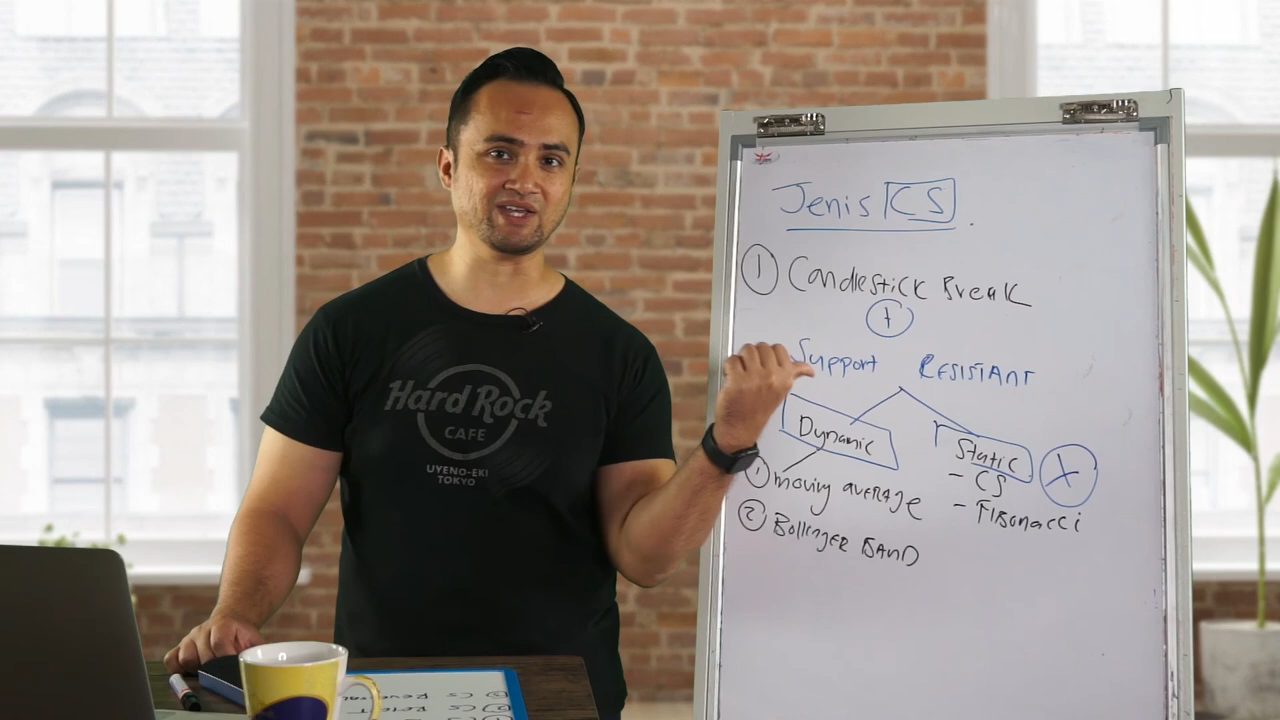 Jenis CS
1 Candlestick Break
+
Support RESISTANT
Dynamic
Static +
- CS
- FIBonacci
1 moving AVERAGE
2 BollingER BAND
Hard Rock
CAFE
UYENO-EKI
TOKYO